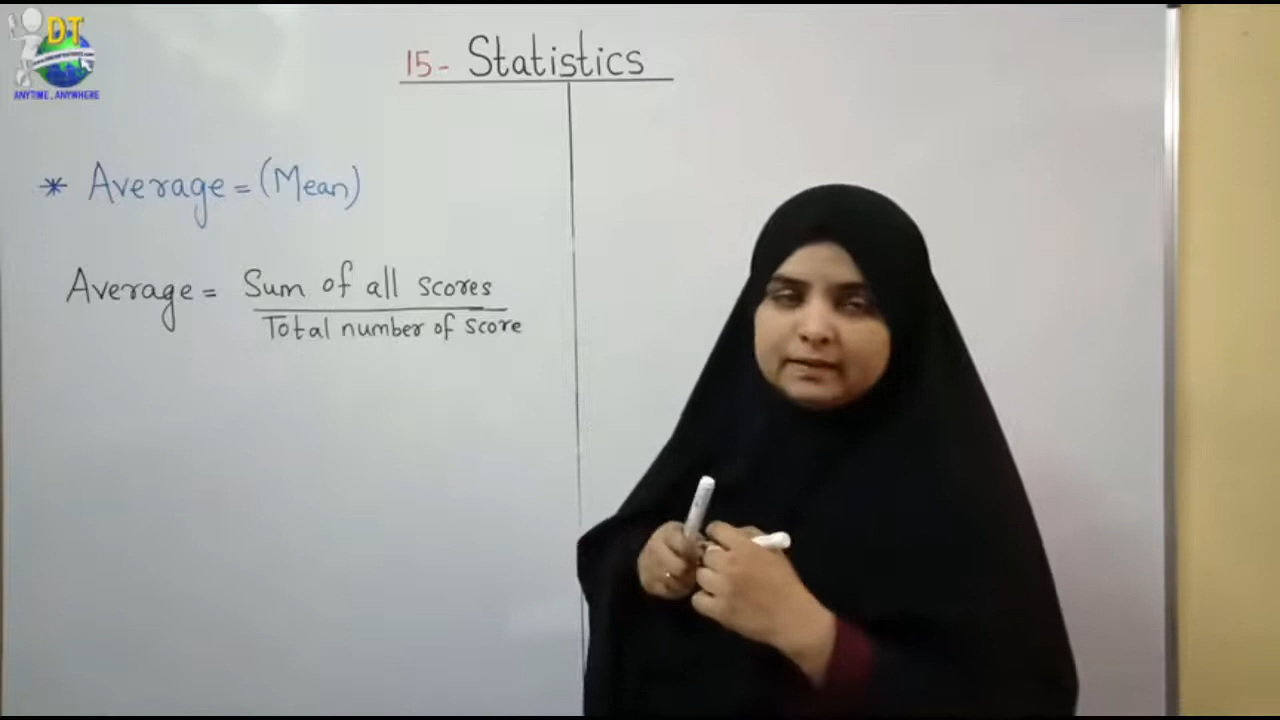 DT
ANYTIME, ANYWHERE
15- Statistics
* Average = (Mean)
Average = Sum of all scores
Total number of score